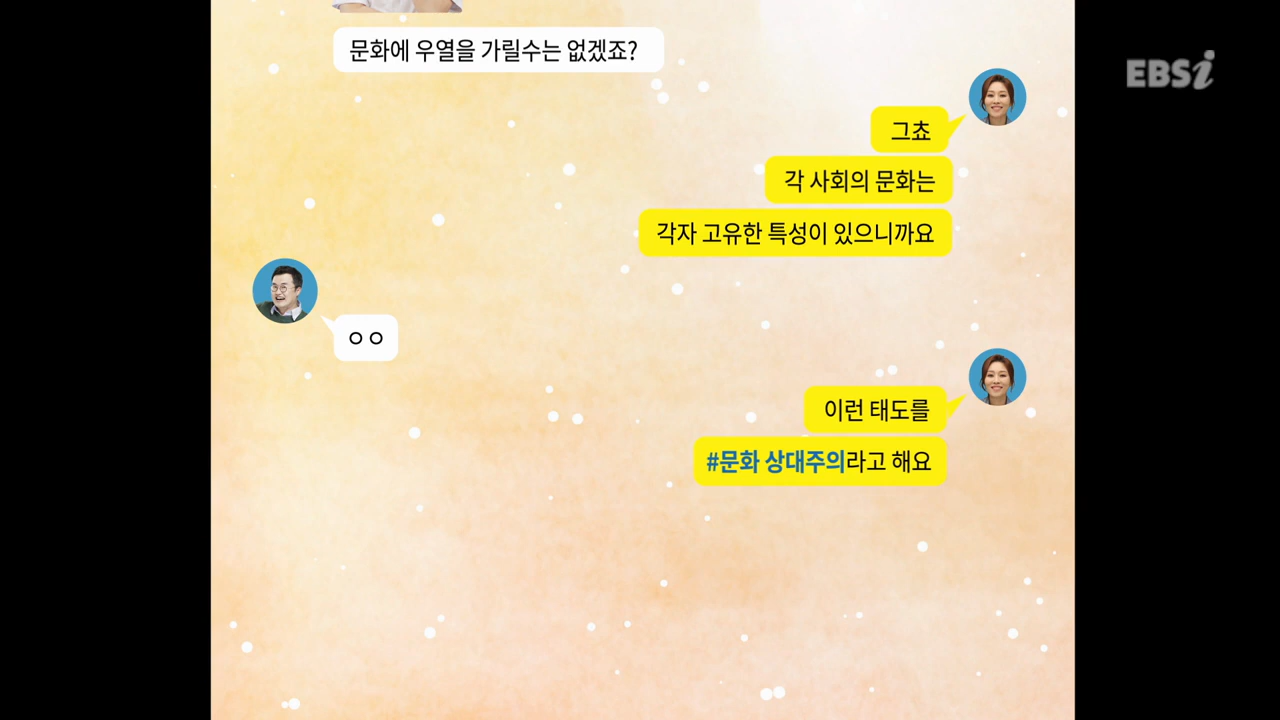 문화에 우열을 가릴수는 없겠죠?
EBSi
그쵸
각 사회의 문화는
각자 고유한 특성이 있으니까요
ㅇㅇ
이런 태도를
#문화 상대주의라고 해요